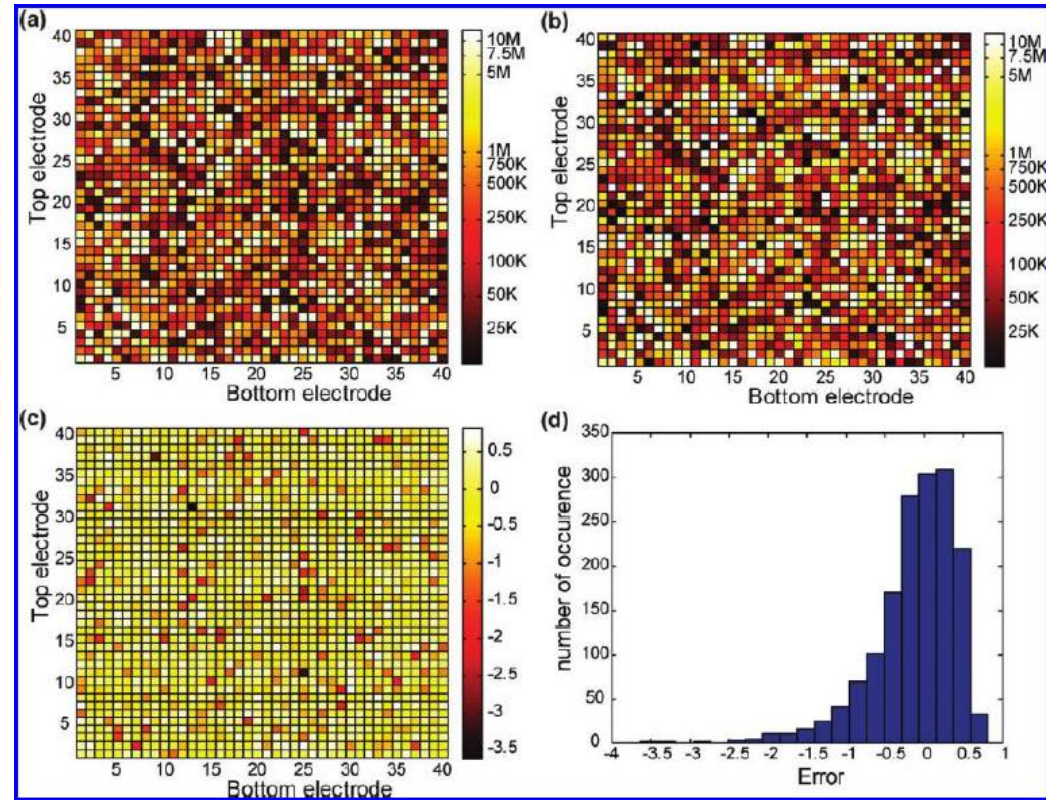 (a)
Top electrode
40
35
30
25
20
15
10
5
5 10 15 20 25 30 35 40
Bottom electrode
10M
7.5M
5M
1M
750K
500K
250K
100K
50K
25K
(b)
Top electrode
40
35
30
25
20
15
10
5
5 10 15 20 25 30 35 40
Bottom electrode
10M
7.5M
5M
1M
750K
500K
250K
100K
50K
25K
(c)
Top electrode
40
35
30
25
20
15
10
5
5 10 15 20 25 30 35 40
Bottom electrode
0.5
0
-0.5
-1
-1.5
-2
-2.5
-3
-3.5
(d)
number of occurence
350
300
250
200
150
100
50
0
-4 -3.5 -3 -2.5 -2 -1.5 -1 -0.5 0 0.5 1
Error